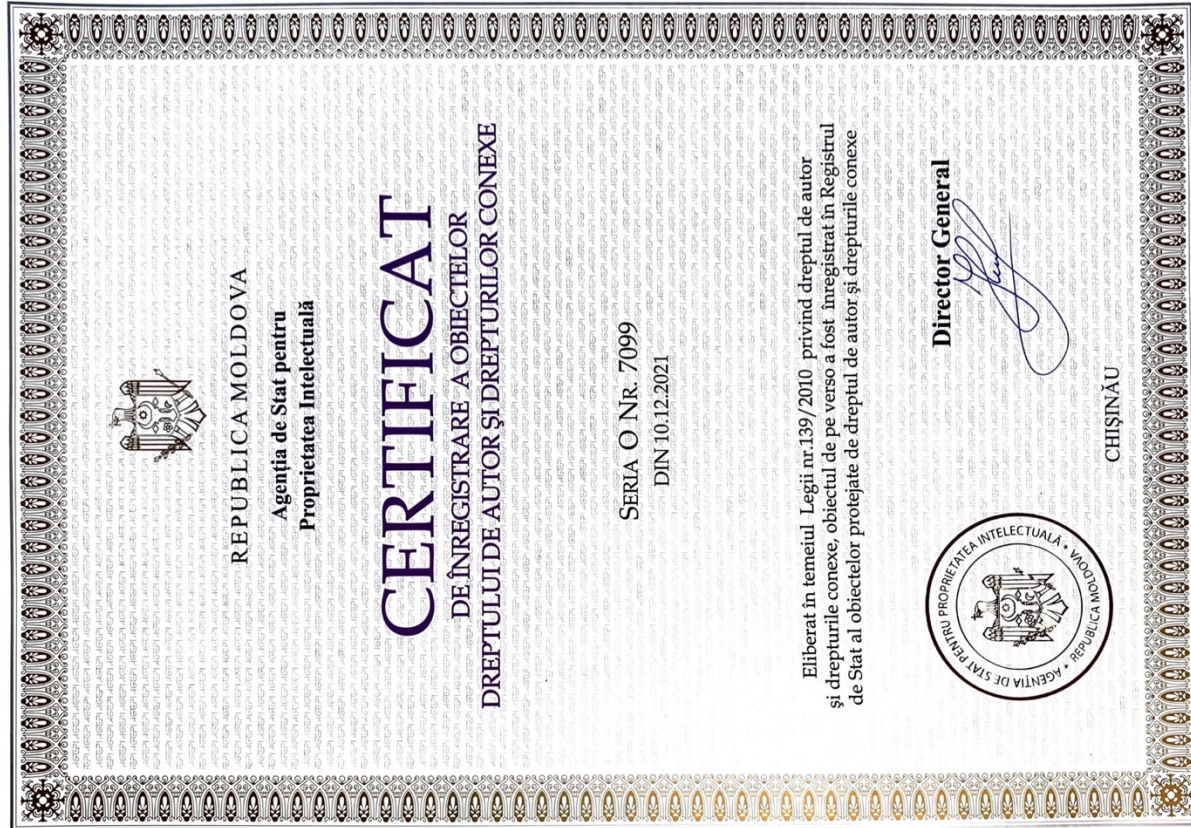 REPUBLICA MOLDOVA
Agenția de Stat pentru
Proprietatea Intelectuală
CERTIFICAT
DE ÎNREGISTRARE A OBIECTELOR
DREPTULUI DE AUTOR ȘI DREPTURILOR CONEXE
SERIA O NR. 7099
DIN 10.12.2021
Eliberat în temeiul Legii nr.139/2010 privind dreptul de autor
și drepturile conexe, obiectul de pe verso a fost înregistrat în Registrul
de Stat al obiectelor protejate de dreptul de autor și drepturile conexe
Director General
AGENȚIA DE STAT PENTRU PROPRIETATEA INTELECTUALĂ • REPUBLICA MOLDOVA •
CHIȘINĂU